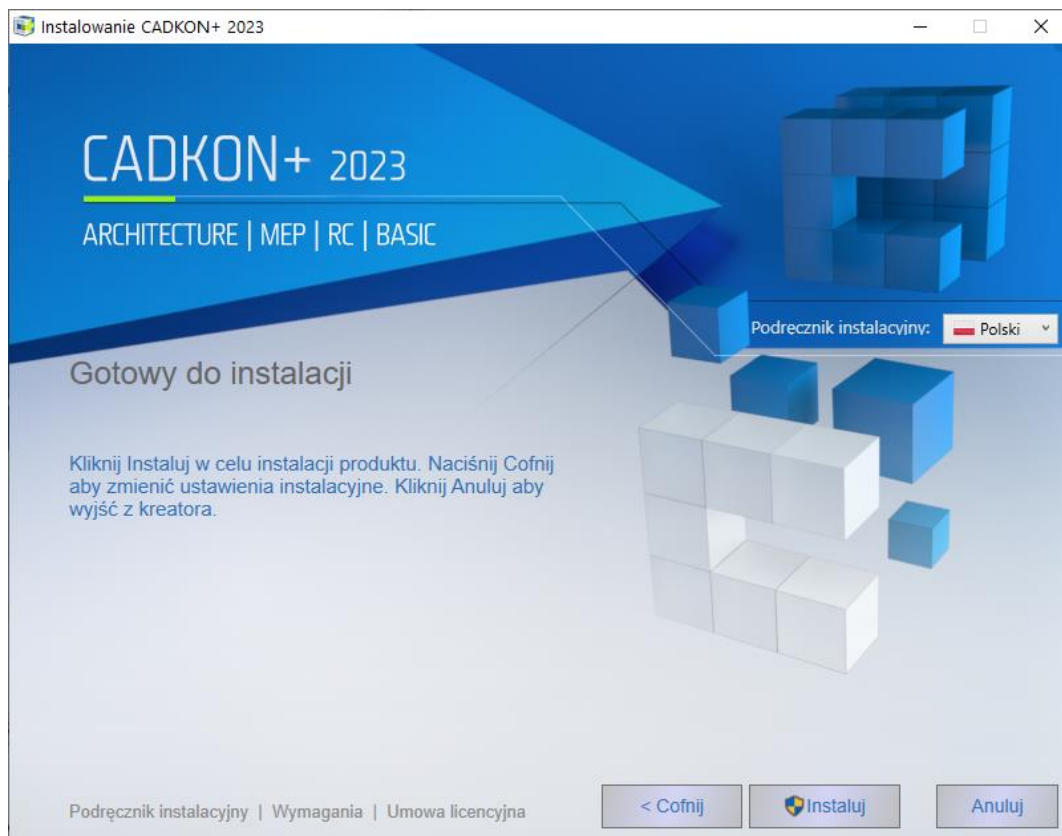 Instalowanie CADKON+ 2023
CADKON+ 2023
ARCHITECTURE | MEP | RC | BASIC
Podręcznik instalacyjny:
Polski
Gotowy do instalacji
Kliknij Instaluj w celu instalacji produktu. Naciśnij Cofnij
aby zmienić ustawienia instalacyjne. Kliknij Anuluj aby
wyjść z kreatora.
Podręcznik instalacyjny | Wymagania | Umowa licencyjna
< Cofnij
Instaluj
Anuluj